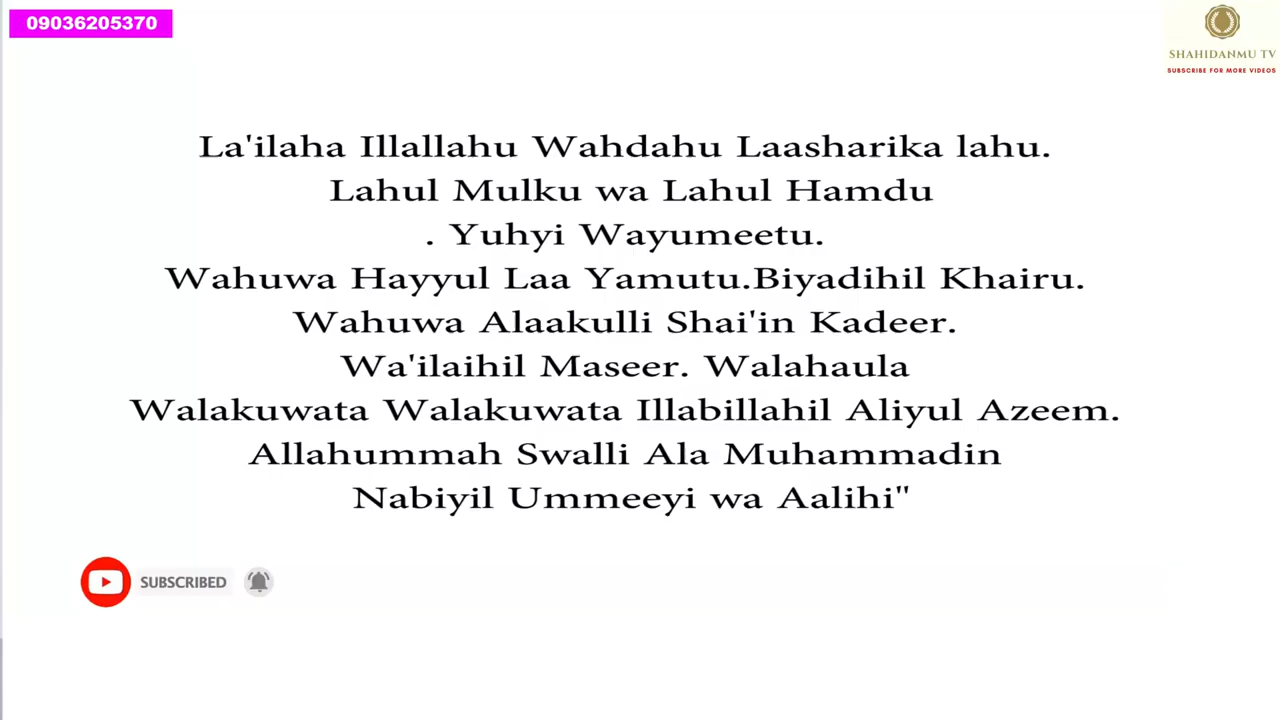 09036205370
SHAHIDANMU TV
SUBSCRIBE FOR MORE VIDEOS
La'ilaha Illallahu Wahdahu Laasharika lahu.
Lahul Mulku wa Lahul Hamdu
. Yuhyi Wayumeetu.
Wahuwa Hayyul Laa Yamutu.Biyadihil Khairu.
Wahuwa Alaakulli Shai'in Kadeer.
Wa'ilaihil Maseer. Walahaula
Walakuwata Walakuwata Illabillahil Aliyul Azeem.
Allahummah Swalli Ala Muhammadin
Nabiyil Ummeeyi wa Aalihi"
SUBSCRIBED